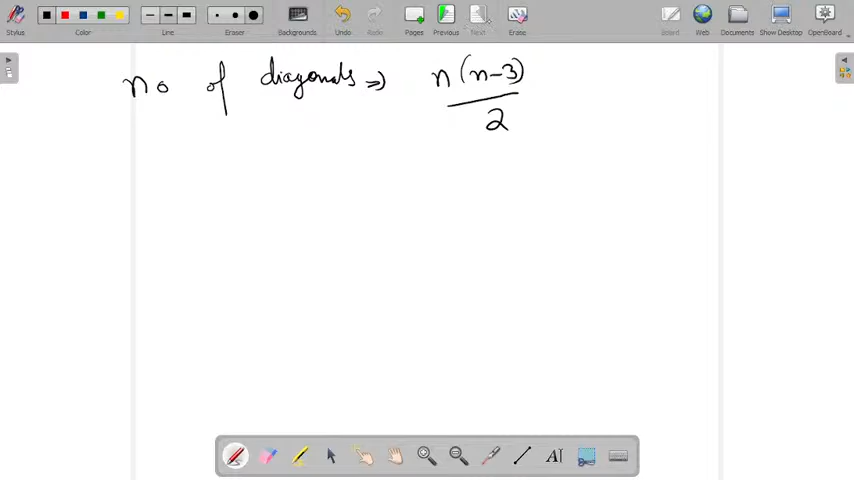 Stylus Color Line Eraser Backgrounds Undo Redo Pages Previous Next Erase Board Web Documents Show Desktop OpenBoard
no of diagonals ⇒ n(n-3)
2
AI